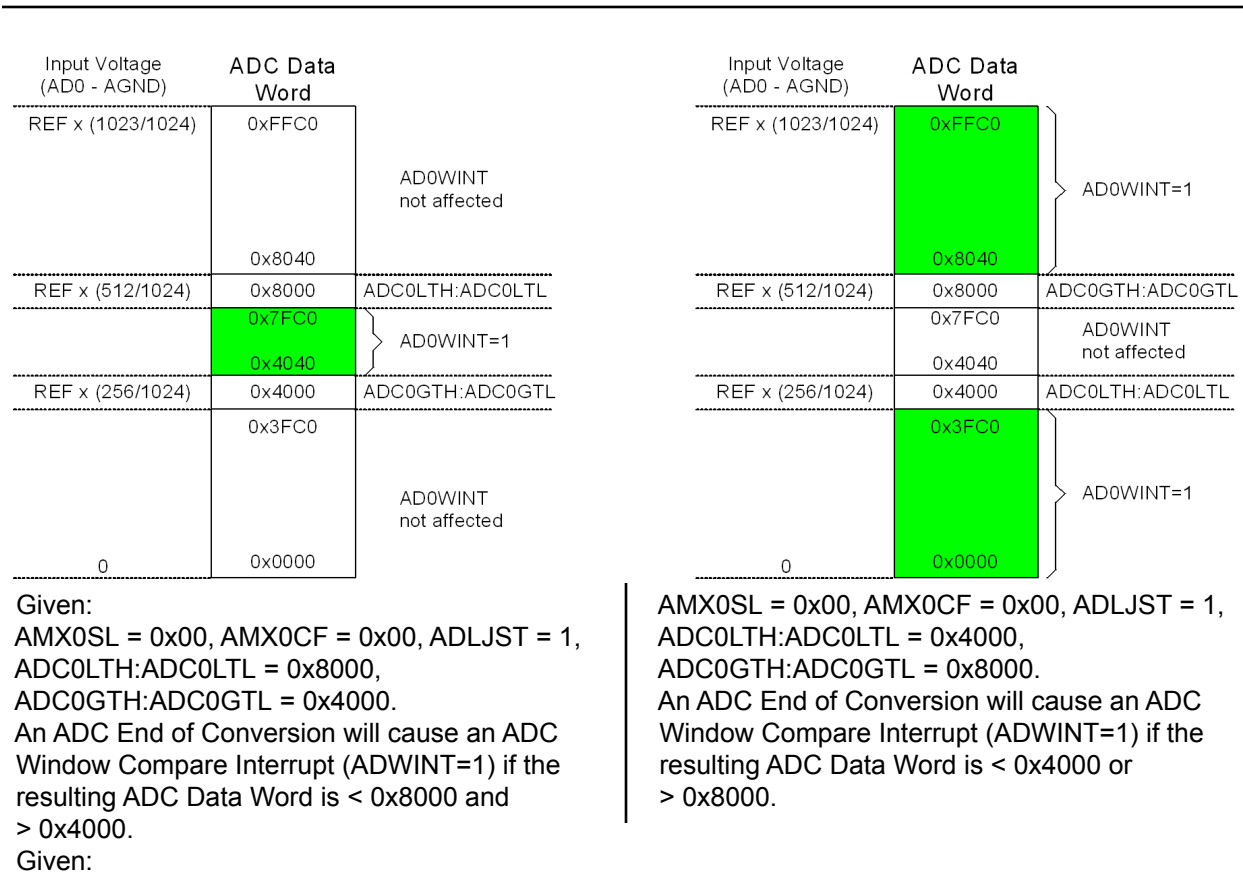 Input Voltage
(AD0 - AGND)
ADC Data
Word
REF x (1023/1024)
0xFFC0
AD0WINT
not affected
0x8040
REF x (512/1024)
0x8000
ADC0LTH:ADC0LTL
0x7FC0
AD0WINT=1
0x4040
REF x (256/1024)
0x4000
ADC0GTH:ADC0GTL
0x3FC0
AD0WINT
not affected
0
0x0000
Given:
AMX0SL = 0x00, AMX0CF = 0x00, ADLJST = 1,
ADC0LTH:ADC0LTL = 0x8000,
ADC0GTH:ADC0GTL = 0x4000.
An ADC End of Conversion will cause an ADC
Window Compare Interrupt (ADWINT=1) if the
resulting ADC Data Word is < 0x8000 and
> 0x4000.
Given:
Input Voltage
(AD0 - AGND)
ADC Data
Word
REF x (1023/1024)
0xFFC0
AD0WINT=1
0x8040
REF x (512/1024)
0x8000
ADC0GTH:ADC0GTL
0x7FC0
AD0WINT
not affected
0x4040
REF x (256/1024)
0x4000
ADC0LTH:ADC0LTL
0x3FC0
AD0WINT=1
0
0x0000
AMX0SL = 0x00, AMX0CF = 0x00, ADLJST = 1,
ADC0LTH:ADC0LTL = 0x4000,
ADC0GTH:ADC0GTL = 0x8000.
An ADC End of Conversion will cause an ADC
Window Compare Interrupt (ADWINT=1) if the
resulting ADC Data Word is < 0x4000 or
> 0x8000.